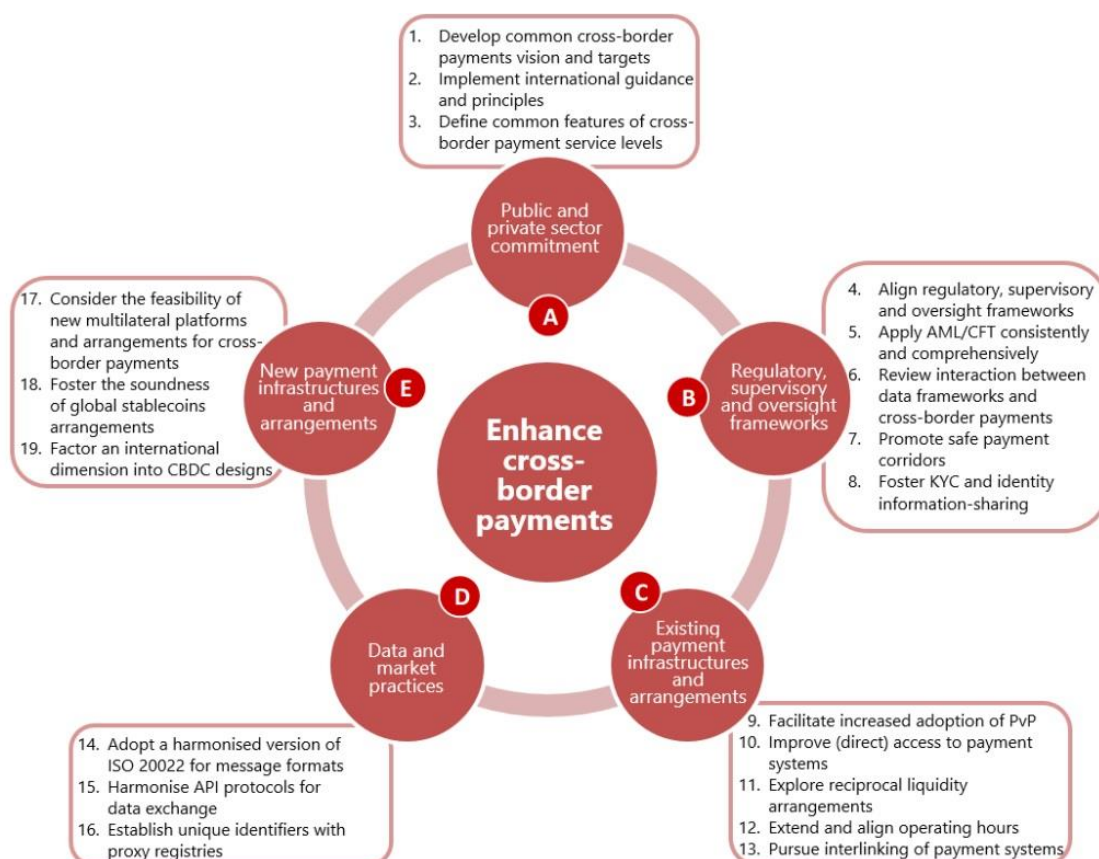 1. Develop common cross-border
payments vision and targets
2. Implement international guidance
and principles
3. Define common features of cross-
border payment service levels
Public and
private sector
commitment
A
4. Align regulatory, supervisory
and oversight frameworks
5. Apply AML/CFT consistently
and comprehensively
6. Review interaction between
data frameworks and
cross-border payments
7. Promote safe payment
corridors
8. Foster KYC and identity
information-sharing
Regulatory,
supervisory
and oversight
frameworks
B
Enhance
cross-
border
payments
C
Existing
payment
infrastructures
and
arrangements
9. Facilitate increased adoption of PvP
10. Improve (direct) access to payment
systems
11. Explore reciprocal liquidity
arrangements
12. Extend and align operating hours
13. Pursue interlinking of payment systems
D
Data and
market
practices
14. Adopt a harmonised version of
ISO 20022 for message formats
15. Harmonise API protocols for
data exchange
16. Establish unique identifiers with
proxy registries
E
New payment
infrastructures
and
arrangements
17. Consider the feasibility of
new multilateral platforms
and arrangements for cross-
border payments
18. Foster the soundness
of global stablecoins
arrangements
19. Factor an international
dimension into CBDC designs